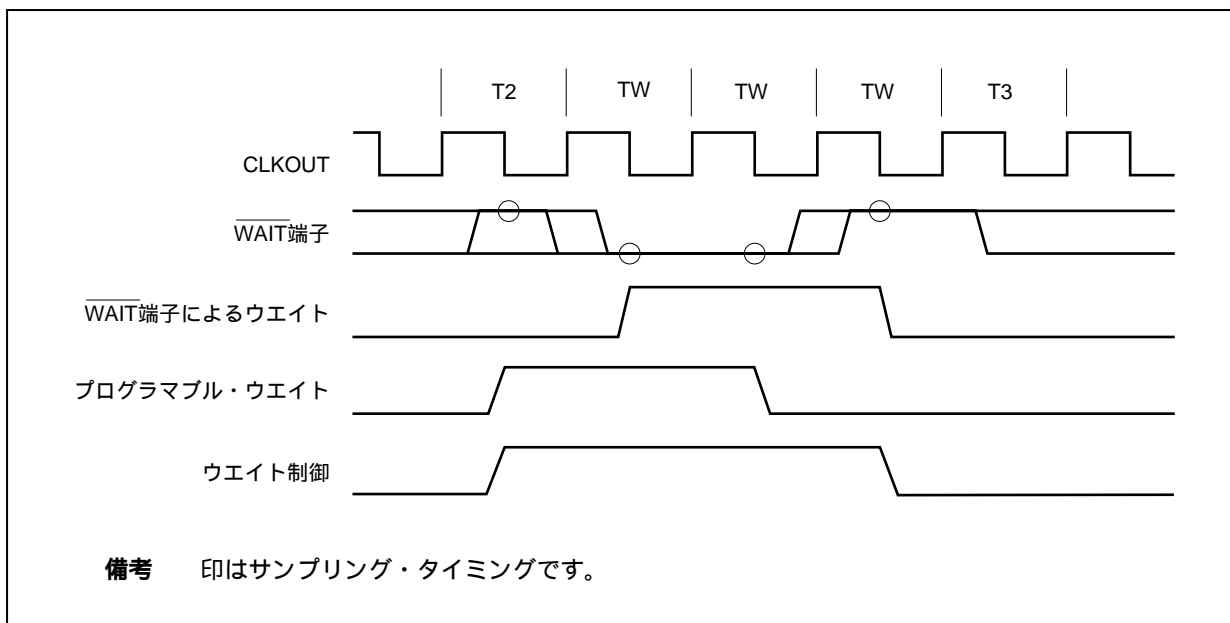 T2 TW TW TW T3
CLKOUT
WAIT端子
WAIT端子によるウエイト
プログラマブル・ウエイト
ウエイト制御
備考 印はサンプリング・タイミングです。